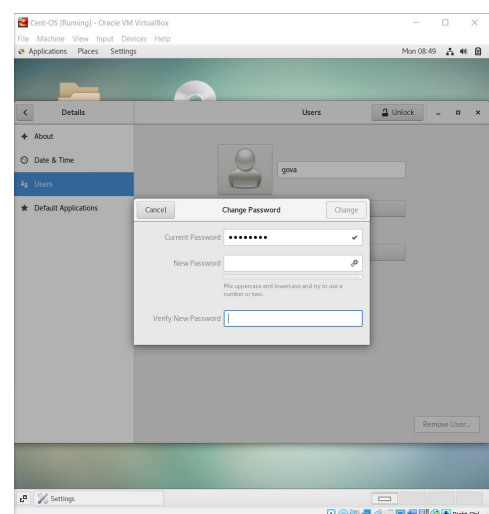 Cent-OS [Running] - Oracle VM VirtualBox
File Machine View Input Devices Help
Applications Places Settings Mon 08:49
Details Users Unlock
About
Date & Time
gova
Users
Default Applications
Cancel Change Password Change
Current Password
New Password
Mix uppercase and lowercase and try to use a
number or two.
Verify New Password
Remove User...
Settings
Right Ctrl